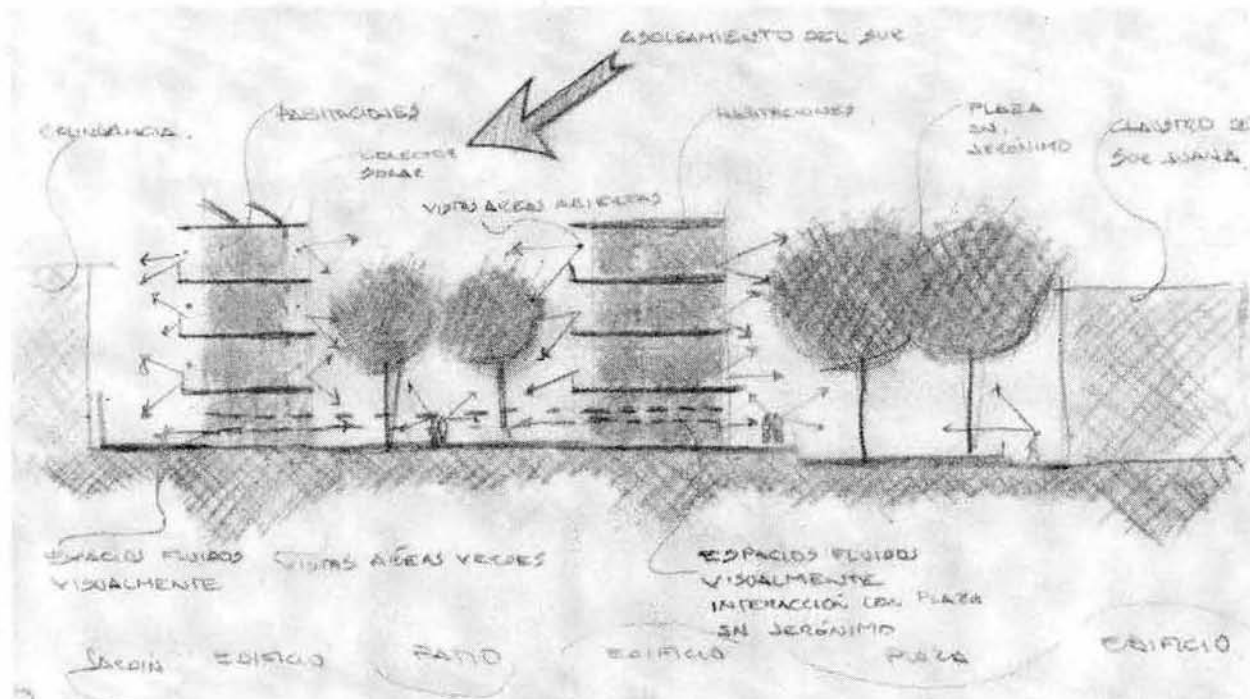 ASOLEAMIENTO DEL SUR
HABITACIONES
HABITACIONES
PLAZA
SN.
JERÓNIMO
COLINDANCIA.
CLAUSTRO DE
SOR JUANA.
COLECTOR
SOLAR
VISTAS ÁREAS ABIERTAS
ESPACIOS FLUIDOS
VISUALMENTE
VISTAS AÉREAS VERDES
ESPACIOS FLUIDOS
VISUALMENTE
INTERACCIÓN CON PLAZA
SN JERÓNIMO
JARDÍN
EDIFICIO
PATIO
EDIFICIO
PLAZA
EDIFICIO